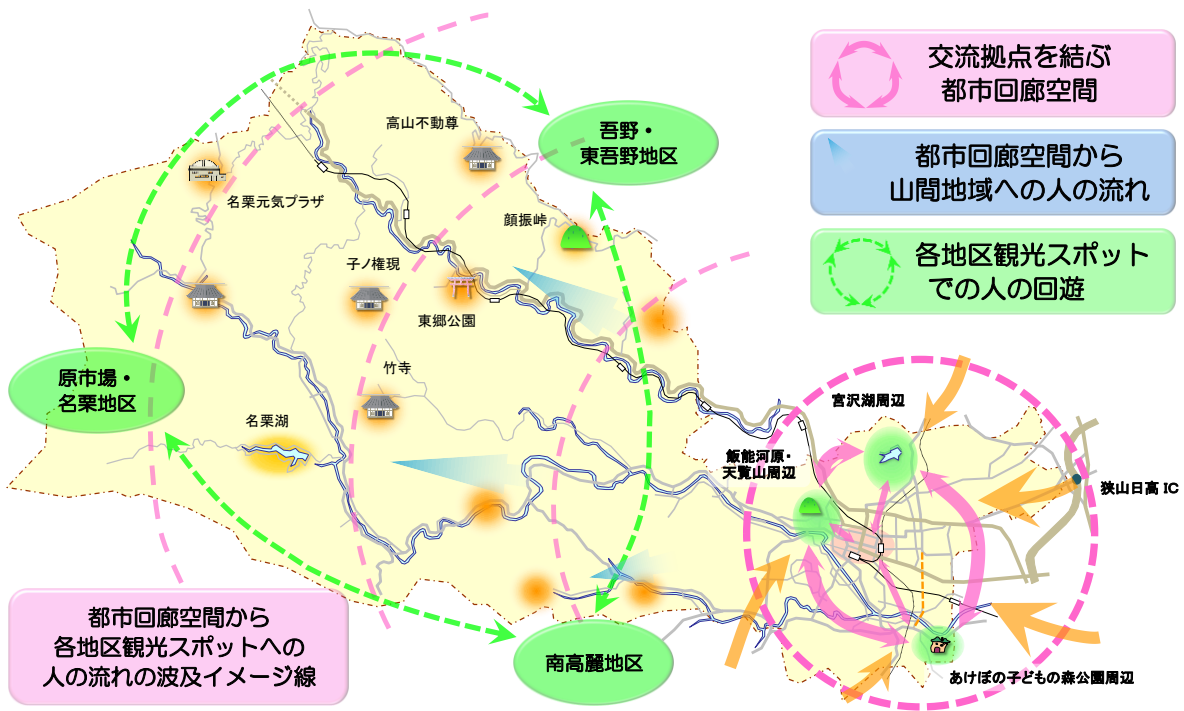 交流拠点を結ぶ
都市回廊空間
都市回廊空間から
山間地域への人の流れ
各地区観光スポット
での人の回遊
吾野・
東吾野地区
高山不動尊
名栗元気プラザ
顔振峠
子ノ権現
東郷公園
竹寺
原市場・
名栗地区
名栗湖
宮沢湖周辺
飯能河原・
天覧山周辺
狭山日高 IC
都市回廊空間から
各地区観光スポットへの
人の流れの波及イメージ線
南高麗地区
あけぼの子どもの森公園周辺